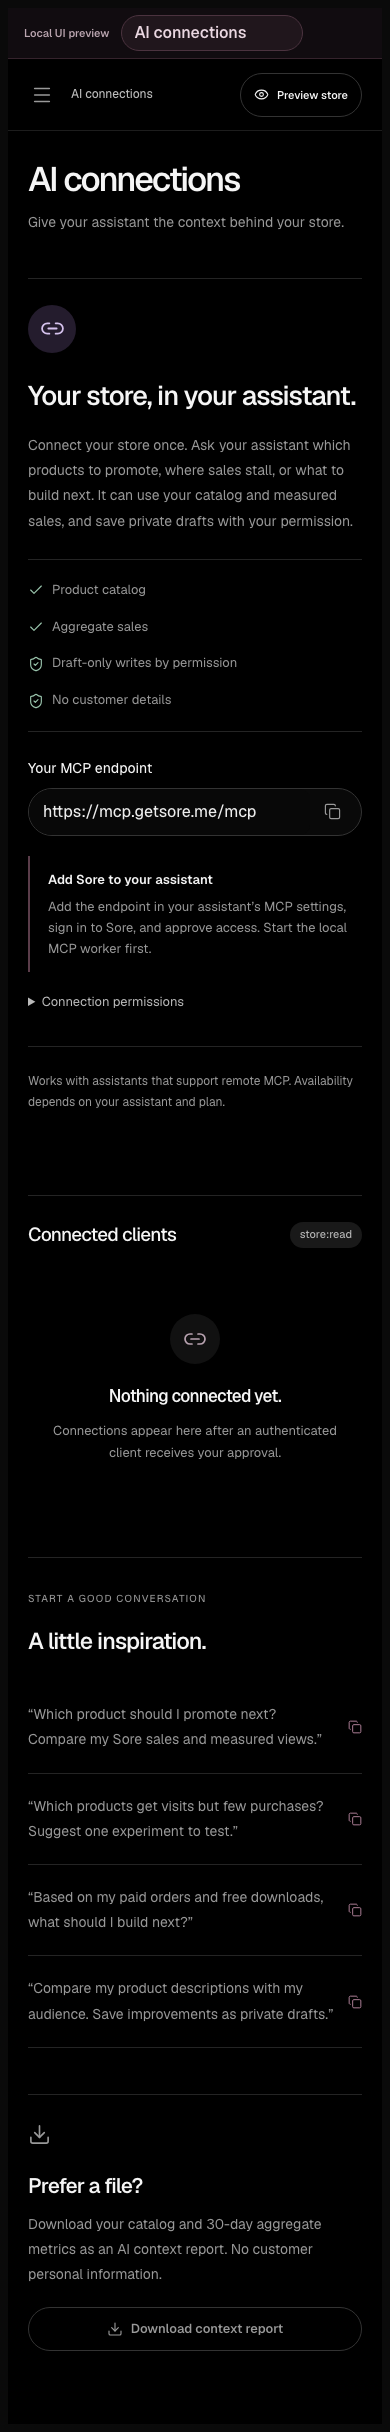 Local UI preview
AI connections
AI connections
Preview store
AI connections
Give your assistant the context behind your store.
Your store, in your assistant.
Connect your store once. Ask your assistant which
products to promote, where sales stall, or what to
build next. It can use your catalog and measured
sales, and save private drafts with your permission.
Product catalog
Aggregate sales
Draft-only writes by permission
No customer details
Your MCP endpoint
https://mcp.getsore.me/mcp
Add Sore to your assistant
Add the endpoint in your assistant's MCP settings,
sign in to Sore, and approve access. Start the local
MCP worker first.
Connection permissions
Works with assistants that support remote MCP. Availability
depends on your assistant and plan.
Connected clients
store:read
Nothing connected yet.
Connections appear here after an authenticated
client receives your approval.
START A GOOD CONVERSATION
A little inspiration.
“Which product should I promote next?
Compare my Sore sales and measured views.”
“Which products get visits but few purchases?
Suggest one experiment to test.”
“Based on my paid orders and free downloads,
what should I build next?”
“Compare my product descriptions with my
audience. Save improvements as private drafts.”
Prefer a file?
Download your catalog and 30-day aggregate
metrics as an AI context report. No customer
personal information.
Download context report